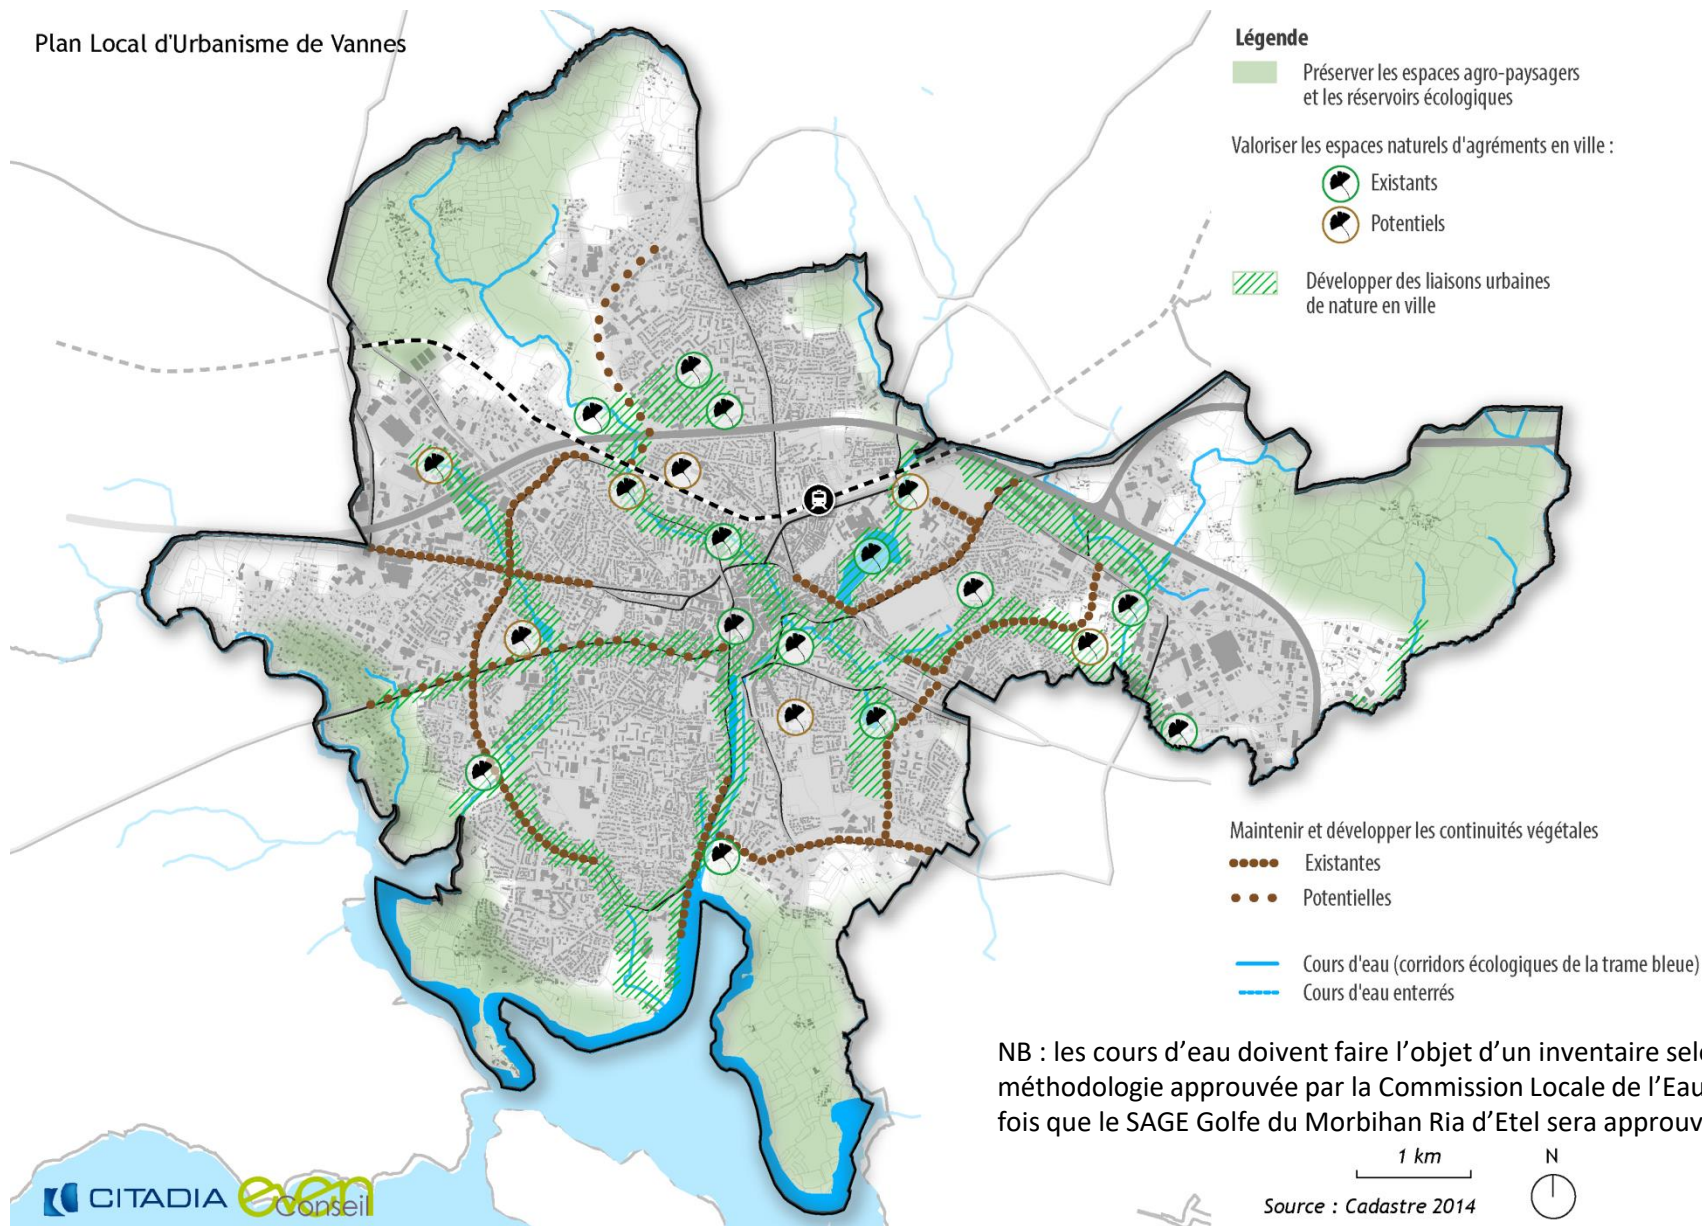 Plan Local d'Urbanisme de Vannes
Légende
Préserver les espaces agro-paysagers
et les réservoirs écologiques
Valoriser les espaces naturels d'agréments en ville :
Existants
Potentiels
Développer des liaisons urbaines
de nature en ville
Maintenir et développer les continuités végétales
Existantes
Potentielles
Cours d'eau (corridors écologiques de la trame bleue)
Cours d'eau enterrés
NB : les cours d’eau doivent faire l’objet d’un inventaire sel
méthodologie approuvée par la Commission Locale de l’Eau
fois que le SAGE Golfe du Morbihan Ria d’Etel sera approuv
1 km
N
Source : Cadastre 2014
CITADIA even
Conseil